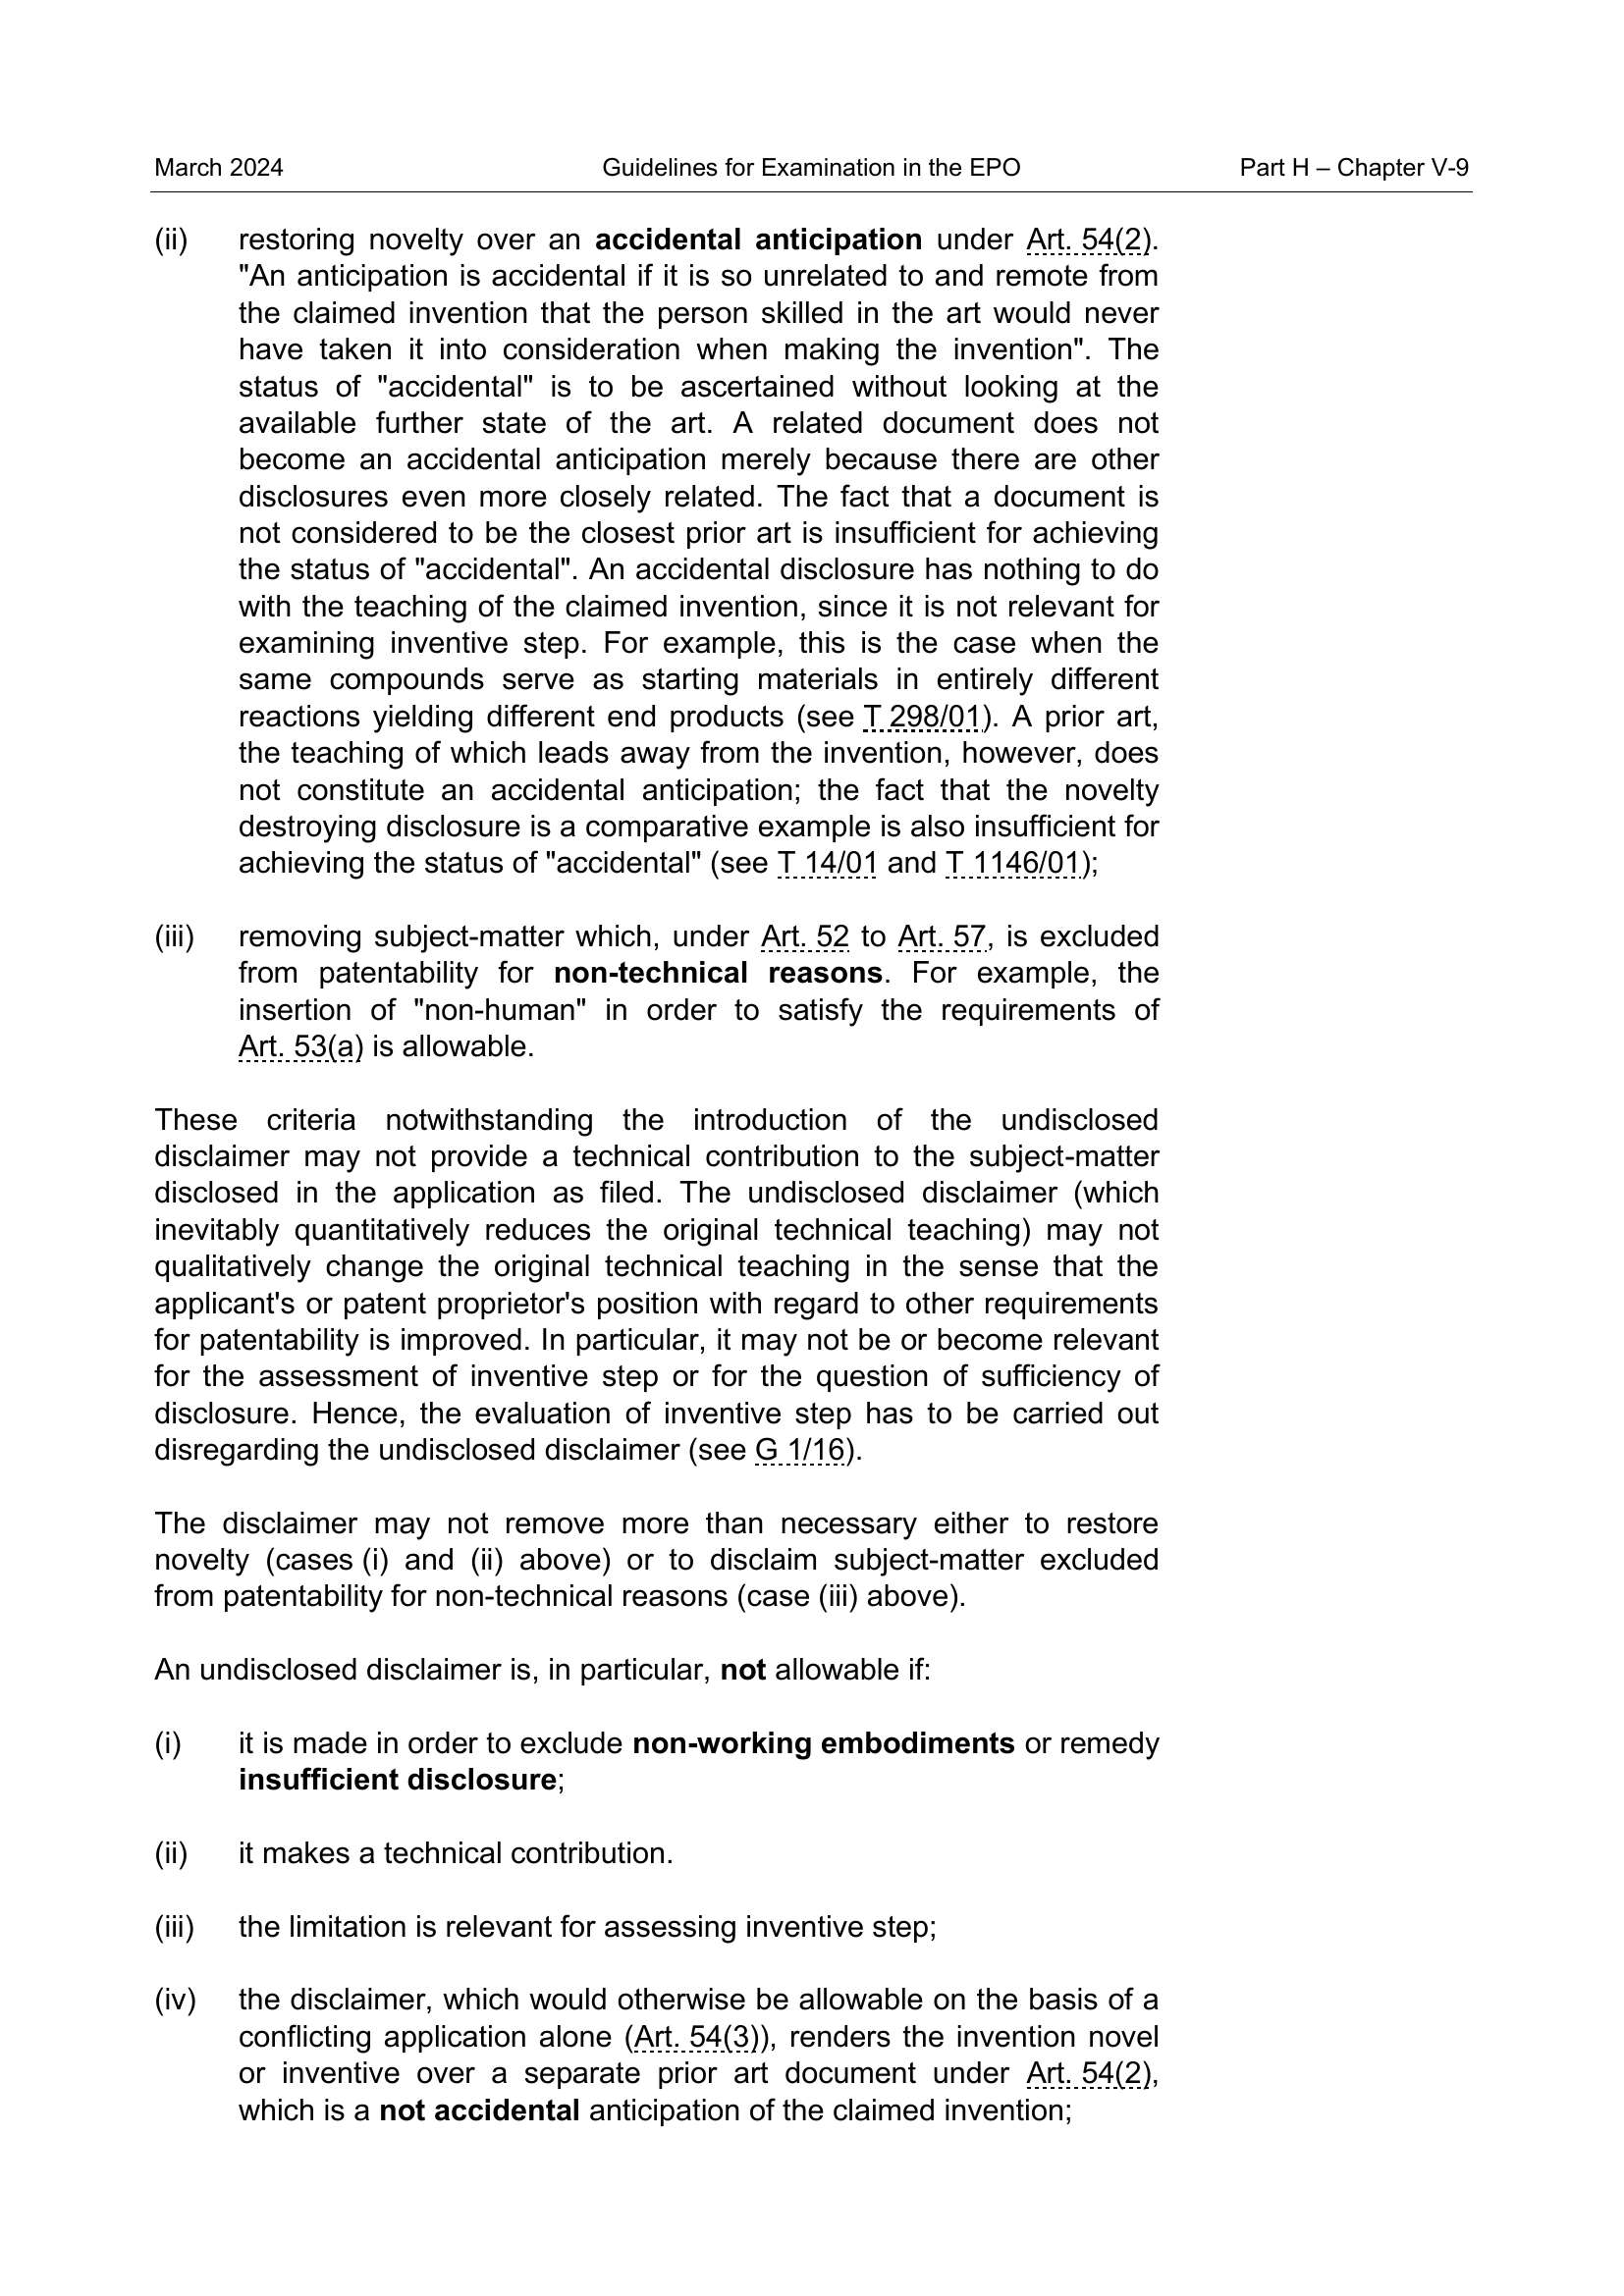 March 2024 Guidelines for Examination in the EPO Part H – Chapter V-9
(ii) restoring novelty over an accidental anticipation under Art. 54(2).
"An anticipation is accidental if it is so unrelated to and remote from
the claimed invention that the person skilled in the art would never
have taken it into consideration when making the invention". The
status of "accidental" is to be ascertained without looking at the
available further state of the art. A related document does not
become an accidental anticipation merely because there are other
disclosures even more closely related. The fact that a document is
not considered to be the closest prior art is insufficient for achieving
the status of "accidental". An accidental disclosure has nothing to do
with the teaching of the claimed invention, since it is not relevant for
examining inventive step. For example, this is the case when the
same compounds serve as starting materials in entirely different
reactions yielding different end products (see T 298/01). A prior art,
the teaching of which leads away from the invention, however, does
not constitute an accidental anticipation; the fact that the novelty
destroying disclosure is a comparative example is also insufficient for
achieving the status of "accidental" (see T 14/01 and T 1146/01);
(iii) removing subject-matter which, under Art. 52 to Art. 57, is excluded
from patentability for non-technical reasons. For example, the
insertion of "non-human" in order to satisfy the requirements of
Art. 53(a) is allowable.
These criteria notwithstanding the introduction of the undisclosed
disclaimer may not provide a technical contribution to the subject-matter
disclosed in the application as filed. The undisclosed disclaimer (which
inevitably quantitatively reduces the original technical teaching) may not
qualitatively change the original technical teaching in the sense that the
applicant's or patent proprietor's position with regard to other requirements
for patentability is improved. In particular, it may not be or become relevant
for the assessment of inventive step or for the question of sufficiency of
disclosure. Hence, the evaluation of inventive step has to be carried out
disregarding the undisclosed disclaimer (see G 1/16).
The disclaimer may not remove more than necessary either to restore
novelty (cases (i) and (ii) above) or to disclaim subject-matter excluded
from patentability for non-technical reasons (case (iii) above).
An undisclosed disclaimer is, in particular, not allowable if:
(i) it is made in order to exclude non-working embodiments or remedy
insufficient disclosure;
(ii) it makes a technical contribution.
(iii) the limitation is relevant for assessing inventive step;
(iv) the disclaimer, which would otherwise be allowable on the basis of a
conflicting application alone (Art. 54(3)), renders the invention novel
or inventive over a separate prior art document under Art. 54(2),
which is a not accidental anticipation of the claimed invention;